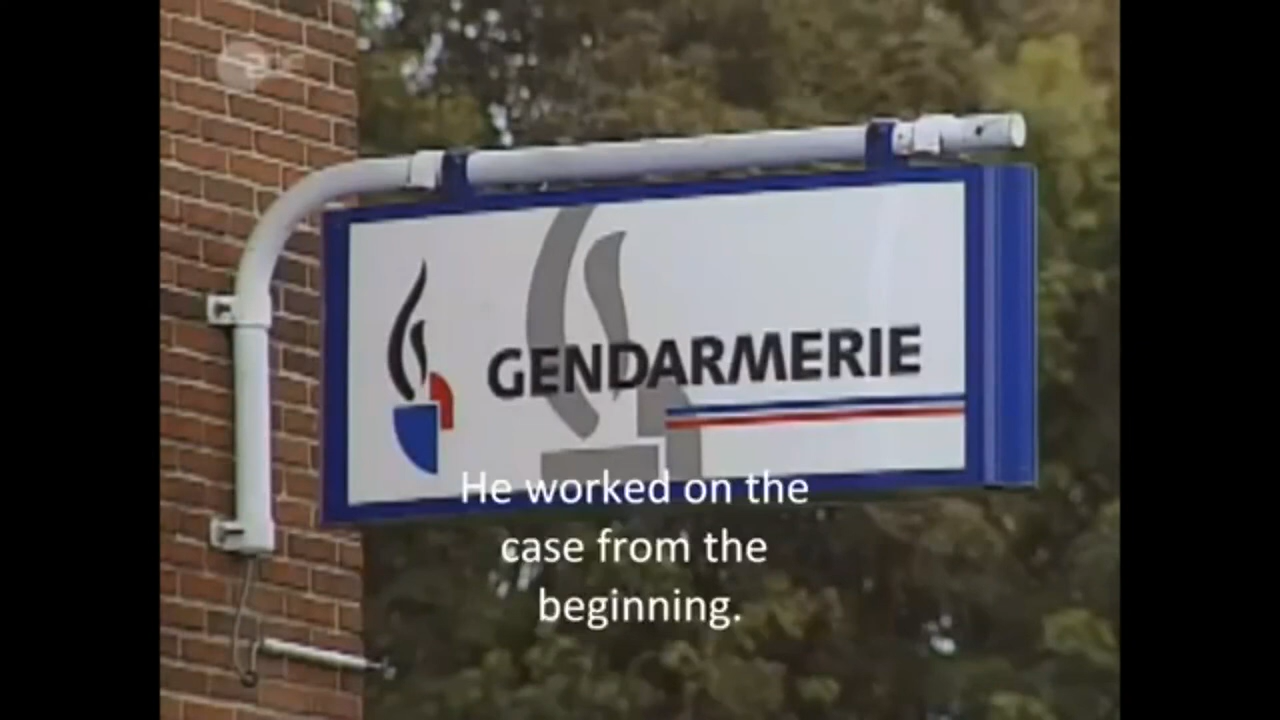 GENDARMERIE
He worked on the
case from the
beginning.